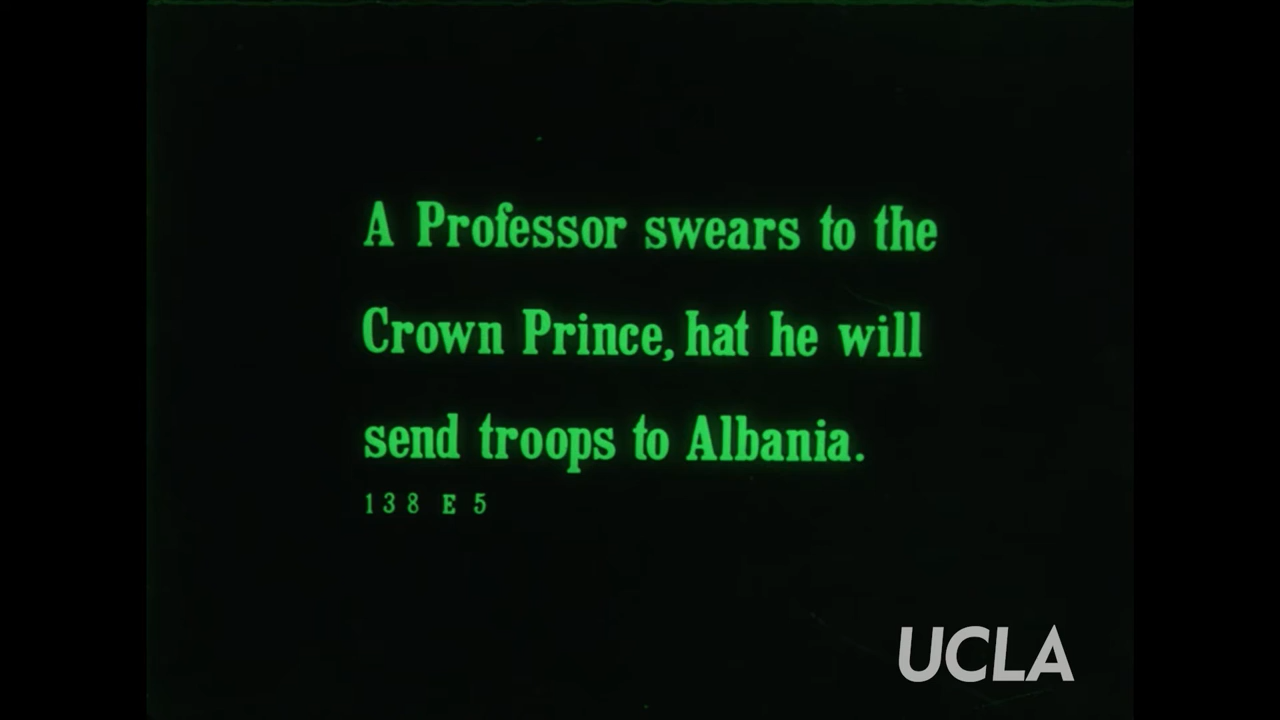 A Professor swears to the
Crown Prince, hat he will
send troops to Albania.
138 E 5
UCLA